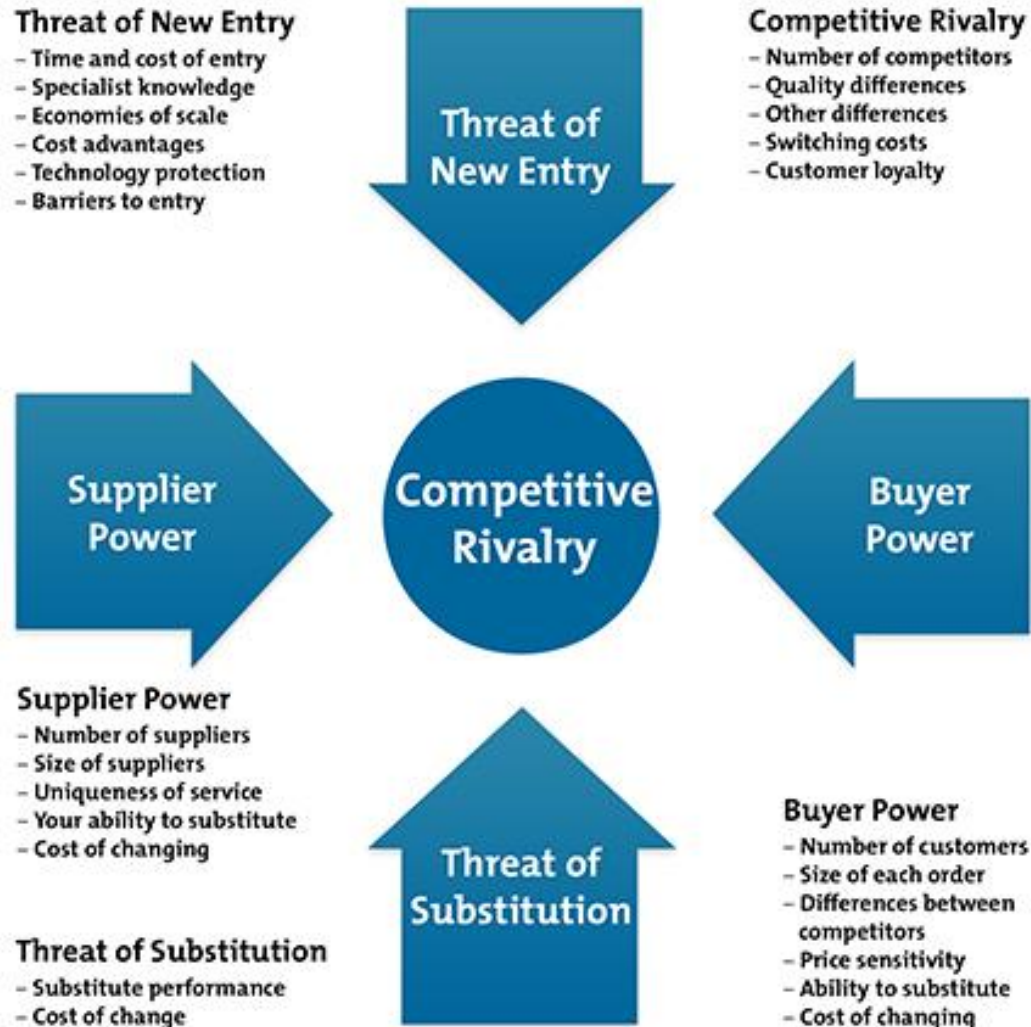 Threat of New Entry
– Time and cost of entry
– Specialist knowledge
– Economies of scale
– Cost advantages
– Technology protection
– Barriers to entry
Threat of
New Entry
Competitive Rivalry
– Number of competitors
– Quality differences
– Other differences
– Switching costs
– Customer loyalty
Supplier
Power
Competitive
Rivalry
Buyer
Power
Supplier Power
– Number of suppliers
– Size of suppliers
– Uniqueness of service
– Your ability to substitute
– Cost of changing
Threat of
Substitution
Buyer Power
– Number of customers
– Size of each order
– Differences between
competitors
– Price sensitivity
– Ability to substitute
– Cost of changing
Threat of Substitution
– Substitute performance
– Cost of change